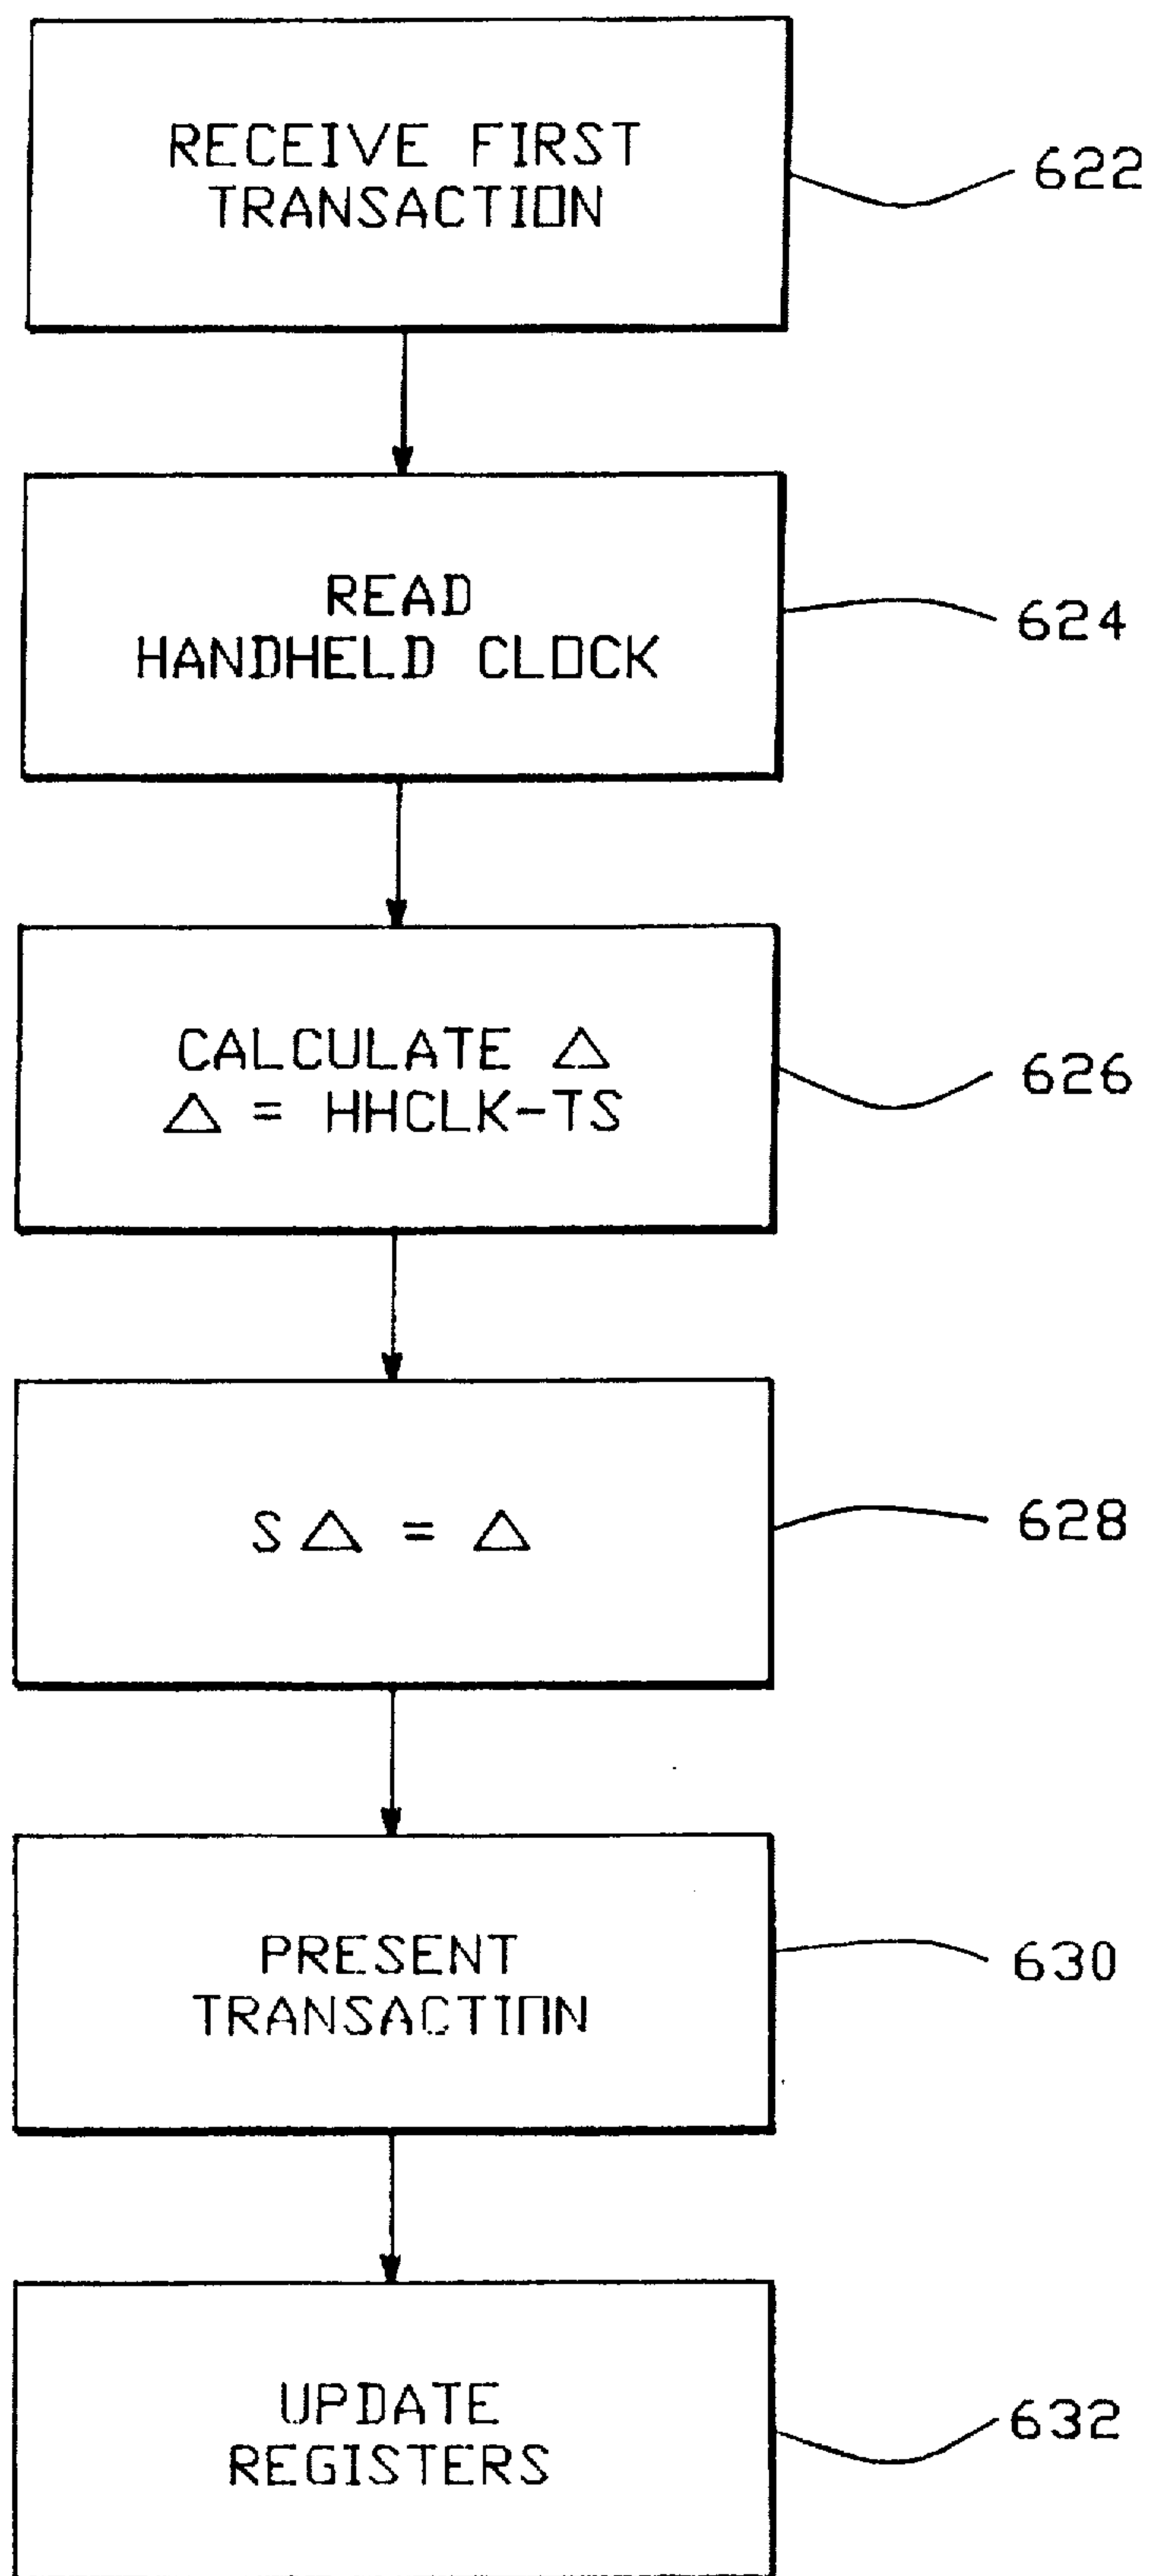 RECEIVE FIRST
TRANSACTION
622
READ
HANDHELD CLOCK
624
CALCULATE △
△ = HHCLK-TS
626
S△ = △
628
PRESENT
TRANSACTION
630
UPDATE
REGISTERS
632